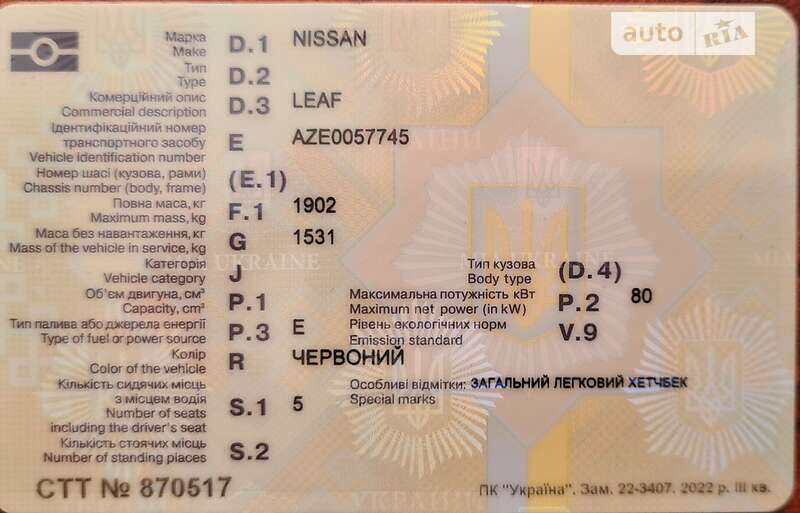 auto RIA
Марка D.1 NISSAN
Make
Тип D.2
Type
Комерційний опис D.3 LEAF
Commercial description
Ідентифікаційний номер
транспортного засобу E AZE0057745
Vehicle identification number
Номер шасі (кузова, рами) (E.1)
Chassis number (body, frame)
Повна маса, кг F.1 1902
Maximum mass, kg
Маса без навантаження, кг G 1531
Mass of the vehicle in service, kg
UKRAINE
Категорія J Тип кузова (D.4)
Vehicle category Body type
Об'єм двигуна, см³ P.1 Максимальна потужність кВт P.2 80
Capacity, cm³ Maximum net power (in kW)
Тип палива або джерела енергії P.3 E Рівень екологічних норм V.9
Type of fuel or power source Emission standard
Колір R ЧЕРВОНИЙ
Color of the vehicle
Кількість сидячих місць Особливі відмітки: ЗАГАЛЬНИЙ ЛЕГКОВИЙ ХЕТЧБЕК
з місцем водія S.1 5 Special marks
Number of seats
including the driver's seat
Кількість стоячих місць S.2
Number of standing places
СТТ № 870517
ПК "Україна". Зам. 22-3407. 2022 р. III кв.